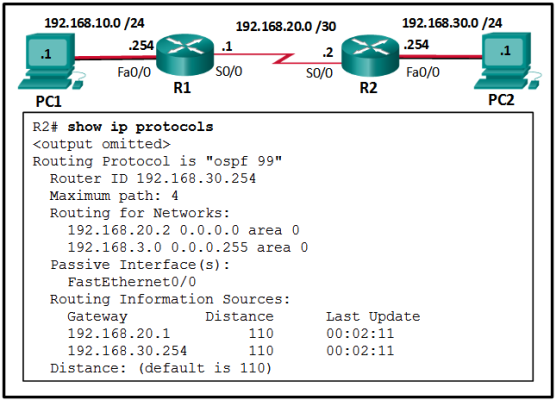 192.168.10.0 /24
192.168.20.0 /30
192.168.30.0 /24
.1
.254
.1
.2
.254
.1
Fa0/0
S0/0
S0/0
Fa0/0
PC1
R1
R2
PC2
R2# show ip protocols
<output omitted>
Routing Protocol is "ospf 99"
Router ID 192.168.30.254
Maximum path: 4
Routing for Networks:
192.168.20.2 0.0.0.0 area 0
192.168.3.0 0.0.0.255 area 0
Passive Interface(s):
FastEthernet0/0
Routing Information Sources:
Gateway Distance Last Update
192.168.20.1 110 00:02:11
192.168.30.254 110 00:02:11
Distance: (default is 110)